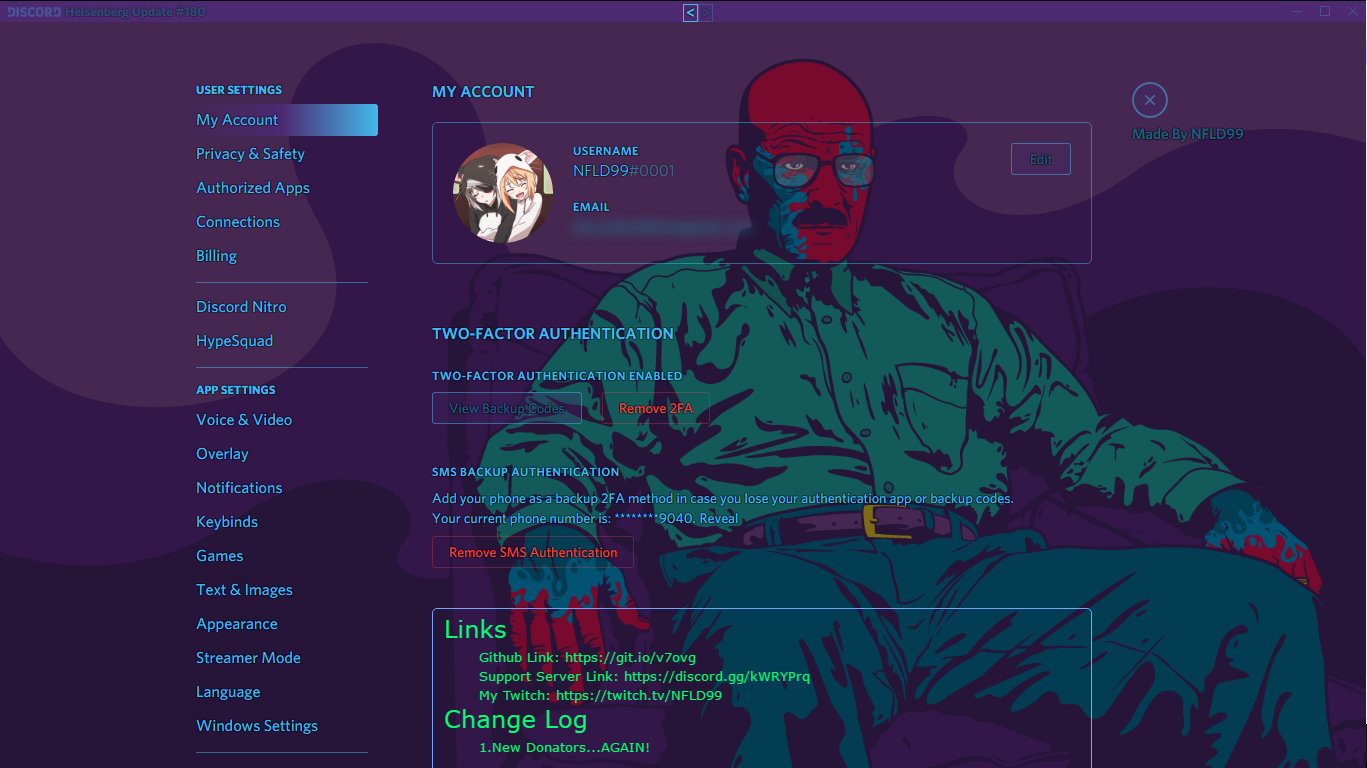 DISCORD Heisenberg Update #180
< >
USER SETTINGS
My Account
Privacy & Safety
Authorized Apps
Connections
Billing
Discord Nitro
HypeSquad
APP SETTINGS
Voice & Video
Overlay
Notifications
Keybinds
Games
Text & Images
Appearance
Streamer Mode
Language
Windows Settings
MY ACCOUNT
USERNAME
NFLD99#0001
Edit
EMAIL
TWO-FACTOR AUTHENTICATION
TWO-FACTOR AUTHENTICATION ENABLED
View Backup Codes Remove 2FA
SMS BACKUP AUTHENTICATION
Add your phone as a backup 2FA method in case you lose your authentication app or backup codes.
Your current phone number is: ********9040. Reveal
Remove SMS Authentication
Links
Github Link: https://git.io/v7ovg
Support Server Link: https://discord.gg/kWRYPrq
My Twitch: https://twitch.tv/NFLD99
Change Log
1.New Donators...AGAIN!
Made By NFLD99